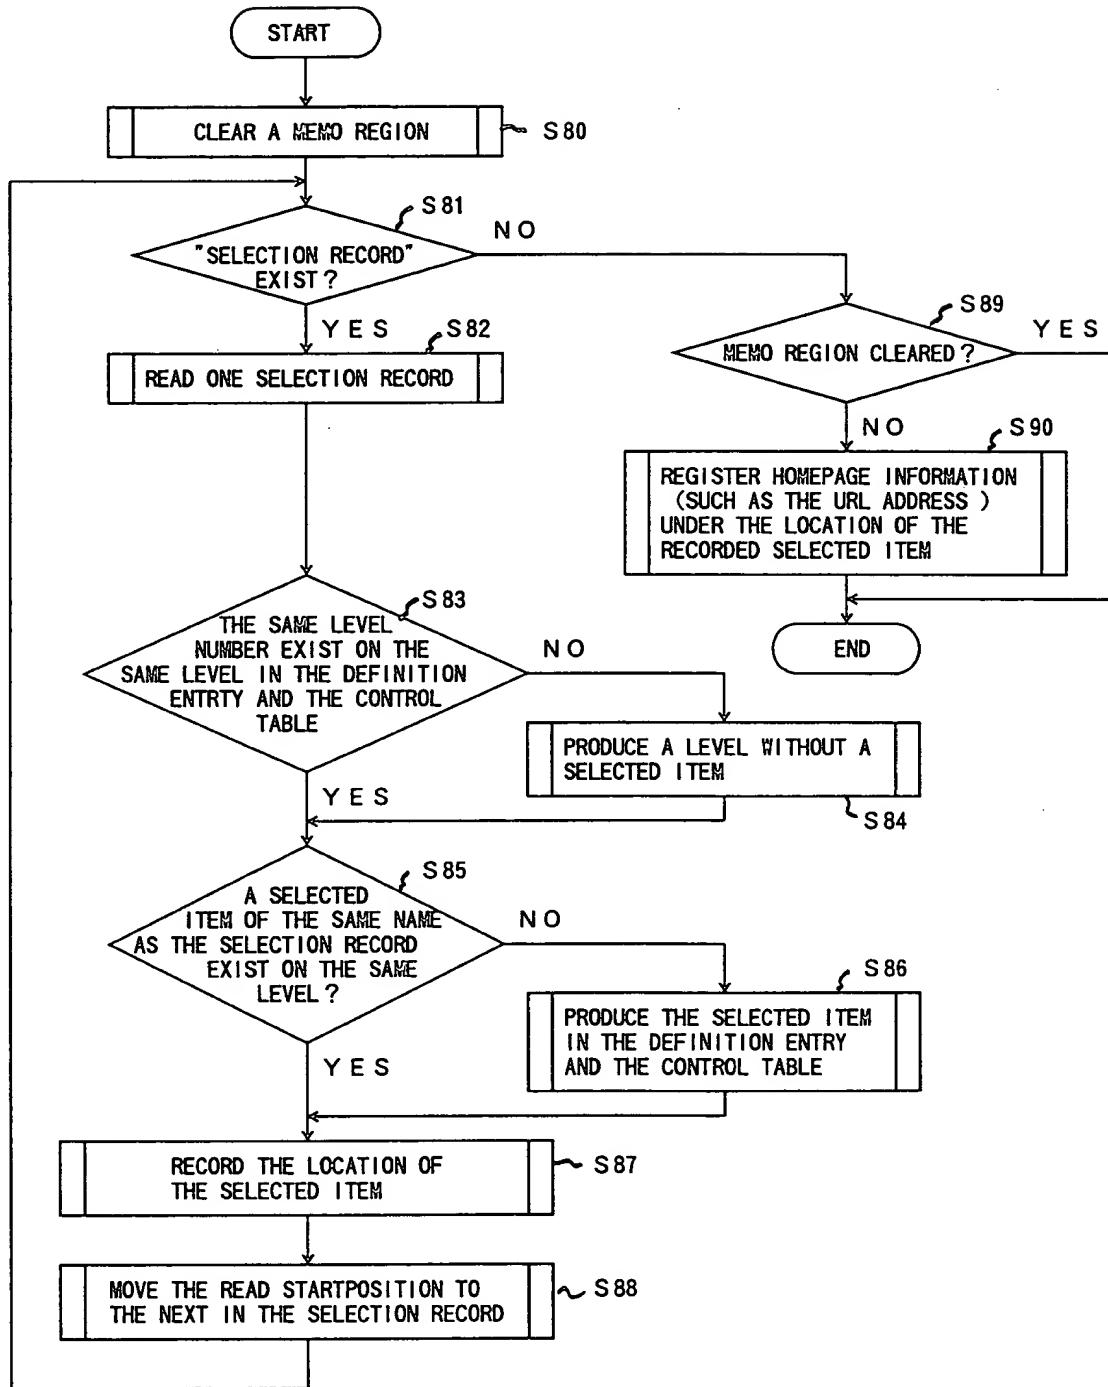 START
CLEAR A MEMO REGION
S80
S81
NO
"SELECTION RECORD"
EXIST?
YES
S82
READ ONE SELECTION RECORD
S89
YES
MEMO REGION CLEARED?
NO
S90
REGISTER HOMEPAGE INFORMATION
(SUCH AS THE URL ADDRESS )
UNDER THE LOCATION OF THE
RECORDED SELECTED ITEM
END
S83
THE SAME LEVEL
NUMBER EXIST ON THE
SAME LEVEL IN THE DEFINITION
ENTRTY AND THE CONTROL
TABLE
NO
PRODUCE A LEVEL WITHOUT A
SELECTED ITEM
S84
YES
S85
A SELECTED
ITEM OF THE SAME NAME
AS THE SELECTION RECORD
EXIST ON THE SAME
LEVEL?
NO
S86
PRODUCE THE SELECTED ITEM
IN THE DEFINITION ENTRY
AND THE CONTROL TABLE
YES
RECORD THE LOCATION OF
THE SELECTED ITEM
S87
MOVE THE READ STARTPOSITION TO
THE NEXT IN THE SELECTION RECORD
S88